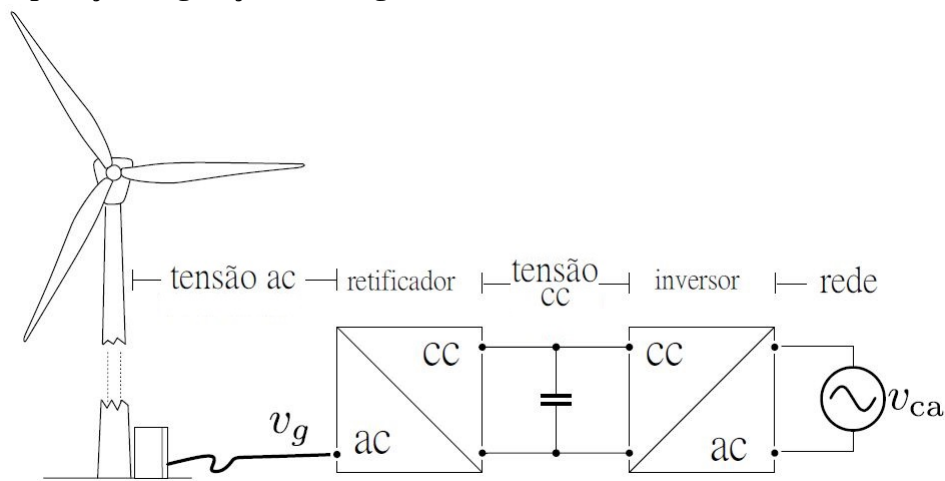 tensão ac
retificador
tensão
cc
inversor
rede
cc
cc
v_g
ac
ac
v_ca